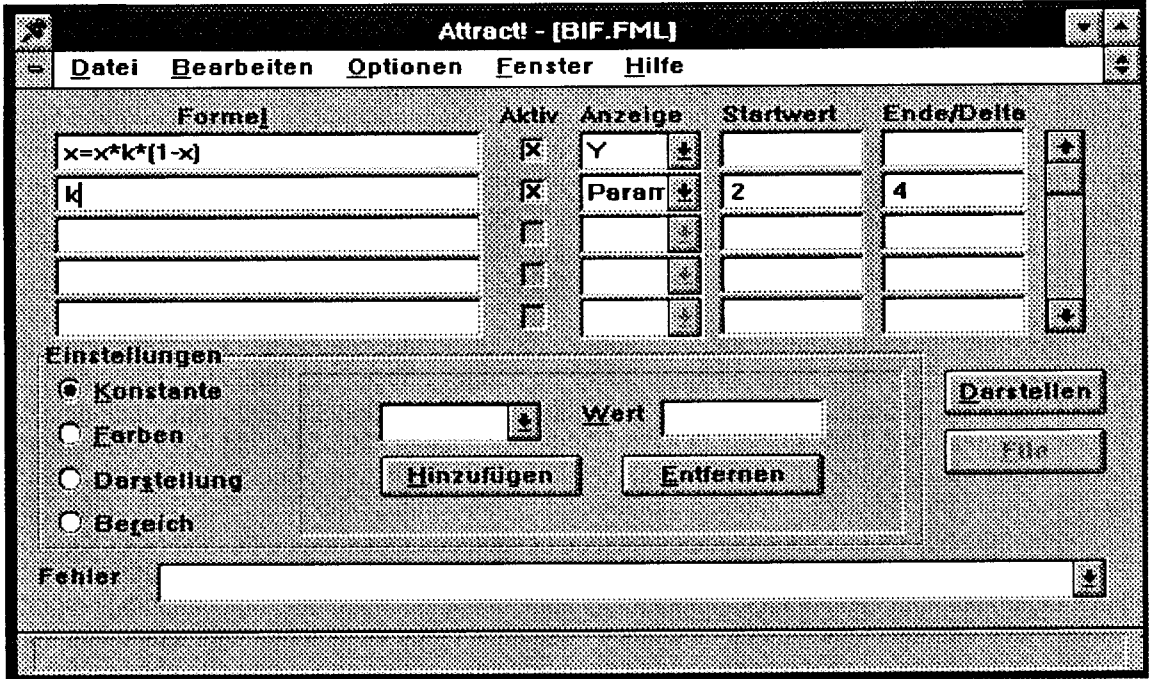 Attract! - [BIF.FML]
Datei Bearbeiten Optionen Fenster Hilfe
Formel Aktiv Anzeige Startwert Ende/Delta
x=x*k*(1-x) Y
k Param 2 4
Einstellungen
Konstante
Farben
Darstellung
Bereich
Wert
Hinzufügen Entfernen
Darstellen
File
Fehler